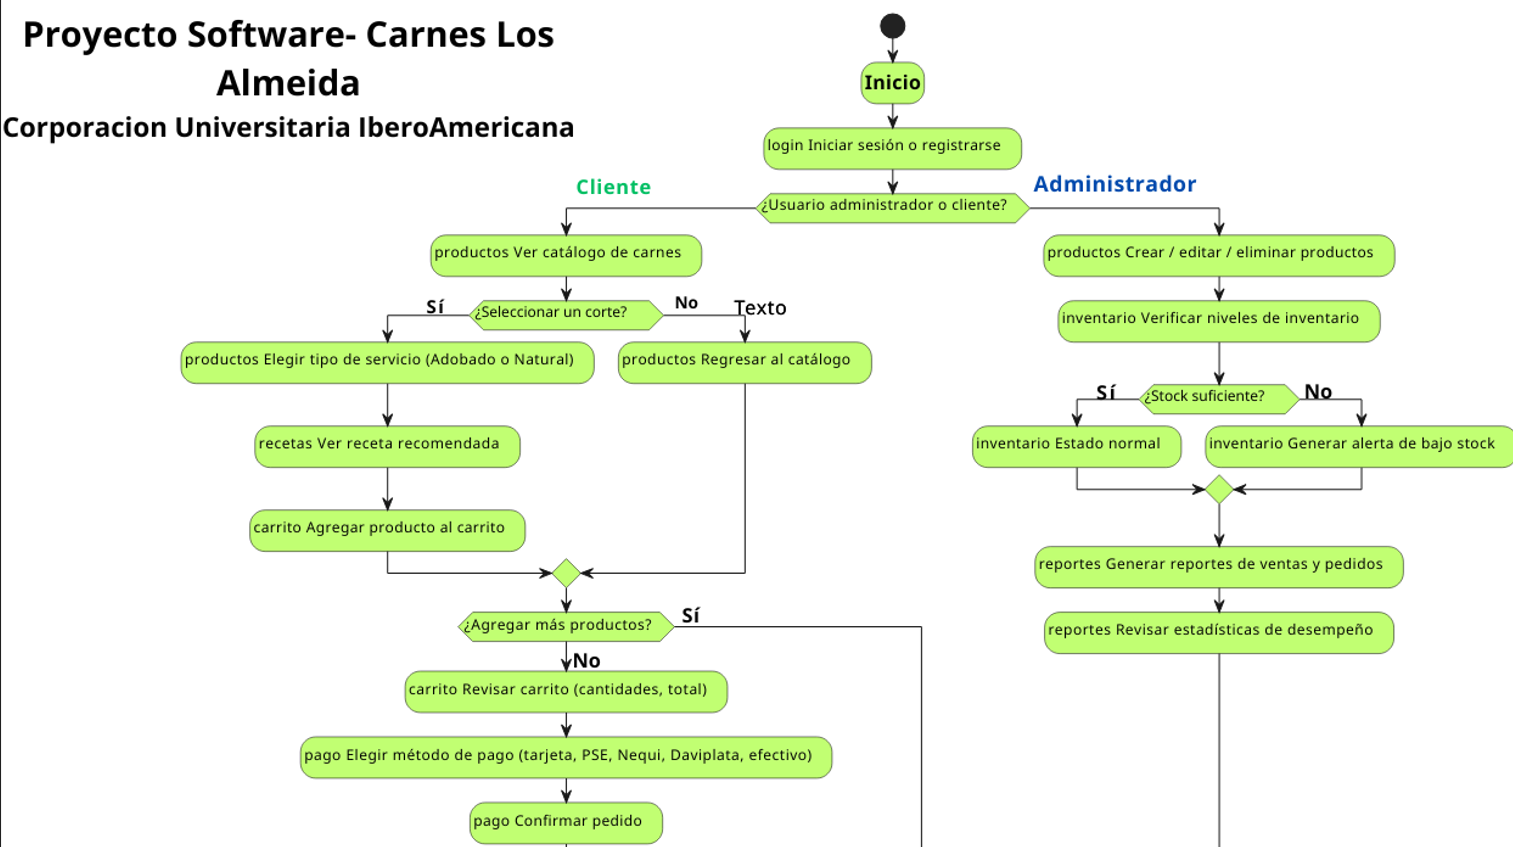 Proyecto Software- Carnes Los
Almeida
Corporacion Universitaria IberoAmericana
Inicio
login Iniciar sesión o registrarse
Cliente
Administrador
¿Usuario administrador o cliente?
productos Ver catálogo de carnes
productos Crear / editar / eliminar productos
Sí
¿Seleccionar un corte?
No
Texto
inventario Verificar niveles de inventario
productos Elegir tipo de servicio (Adobado o Natural)
productos Regresar al catálogo
Sí
¿Stock suficiente?
No
recetas Ver receta recomendada
inventario Estado normal
inventario Generar alerta de bajo stock
carrito Agregar producto al carrito
reportes Generar reportes de ventas y pedidos
¿Agregar más productos?
Sí
reportes Revisar estadísticas de desempeño
No
carrito Revisar carrito (cantidades, total)
pago Elegir método de pago (tarjeta, PSE, Nequi, Daviplata, efectivo)
pago Confirmar pedido